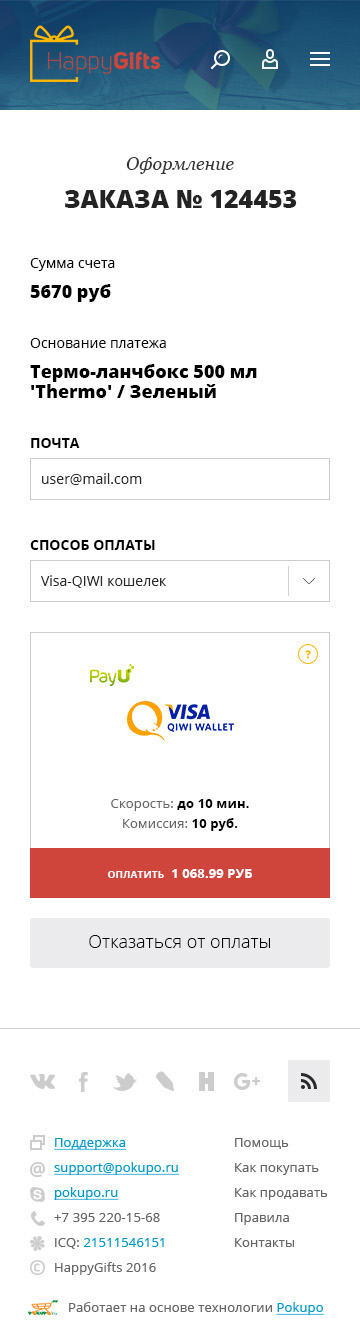 HappyGifts
Оформление
ЗАКАЗА № 124453
Сумма счета
5670 руб
Основание платежа
Термо-ланчбокс 500 мл
'Thermo' / Зеленый
ПОЧТА
user@mail.com
СПОСОБ ОПЛАТЫ
Visa-QIWI кошелек
?
PayU
VISA
QIWI WALLET
Скорость: до 10 мин.
Комиссия: 10 руб.
ОПЛАТИТЬ 1 068.99 РУБ
Отказаться от оплаты
Поддержка
support@pokupo.ru
pokupo.ru
+7 395 220-15-68
ICQ: 21511546151
HappyGifts 2016
Помощь
Как покупать
Как продавать
Правила
Контакты
Работает на основе технологии Pokupo